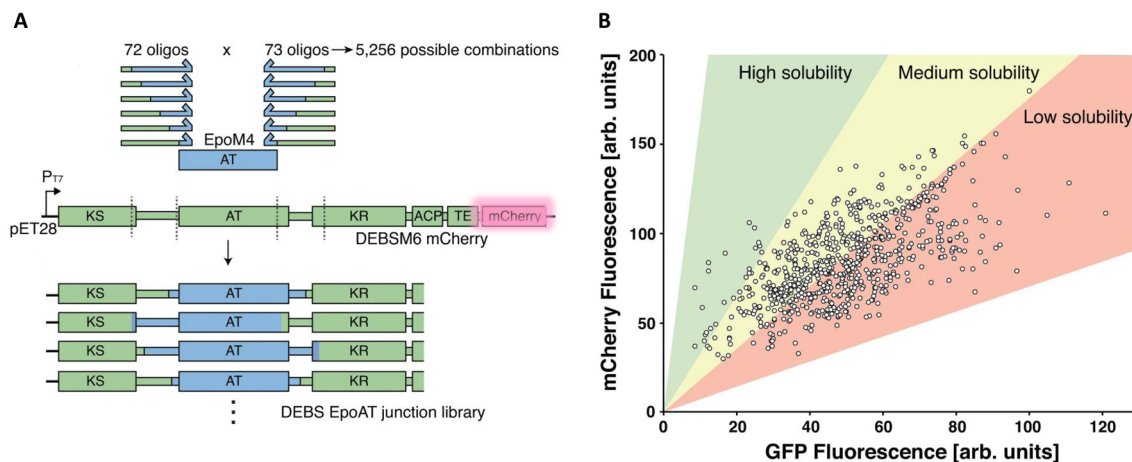 A
72 oligos x 73 oligos → 5,256 possible combinations
EpoM4
AT
PT7
KS AT KR ACP TE mCherry
pET28
DEBSM6 mCherry
KS AT KR
KS AT KR
KS AT KR
KS AT KR
DEBS EpoAT junction library
B
mCherry Fluorescence [arb. units]
200
150
100
50
0
High solubility
Medium solubility
Low solubility
0 20 40 60 80 100 120
GFP Fluorescence [arb. units]